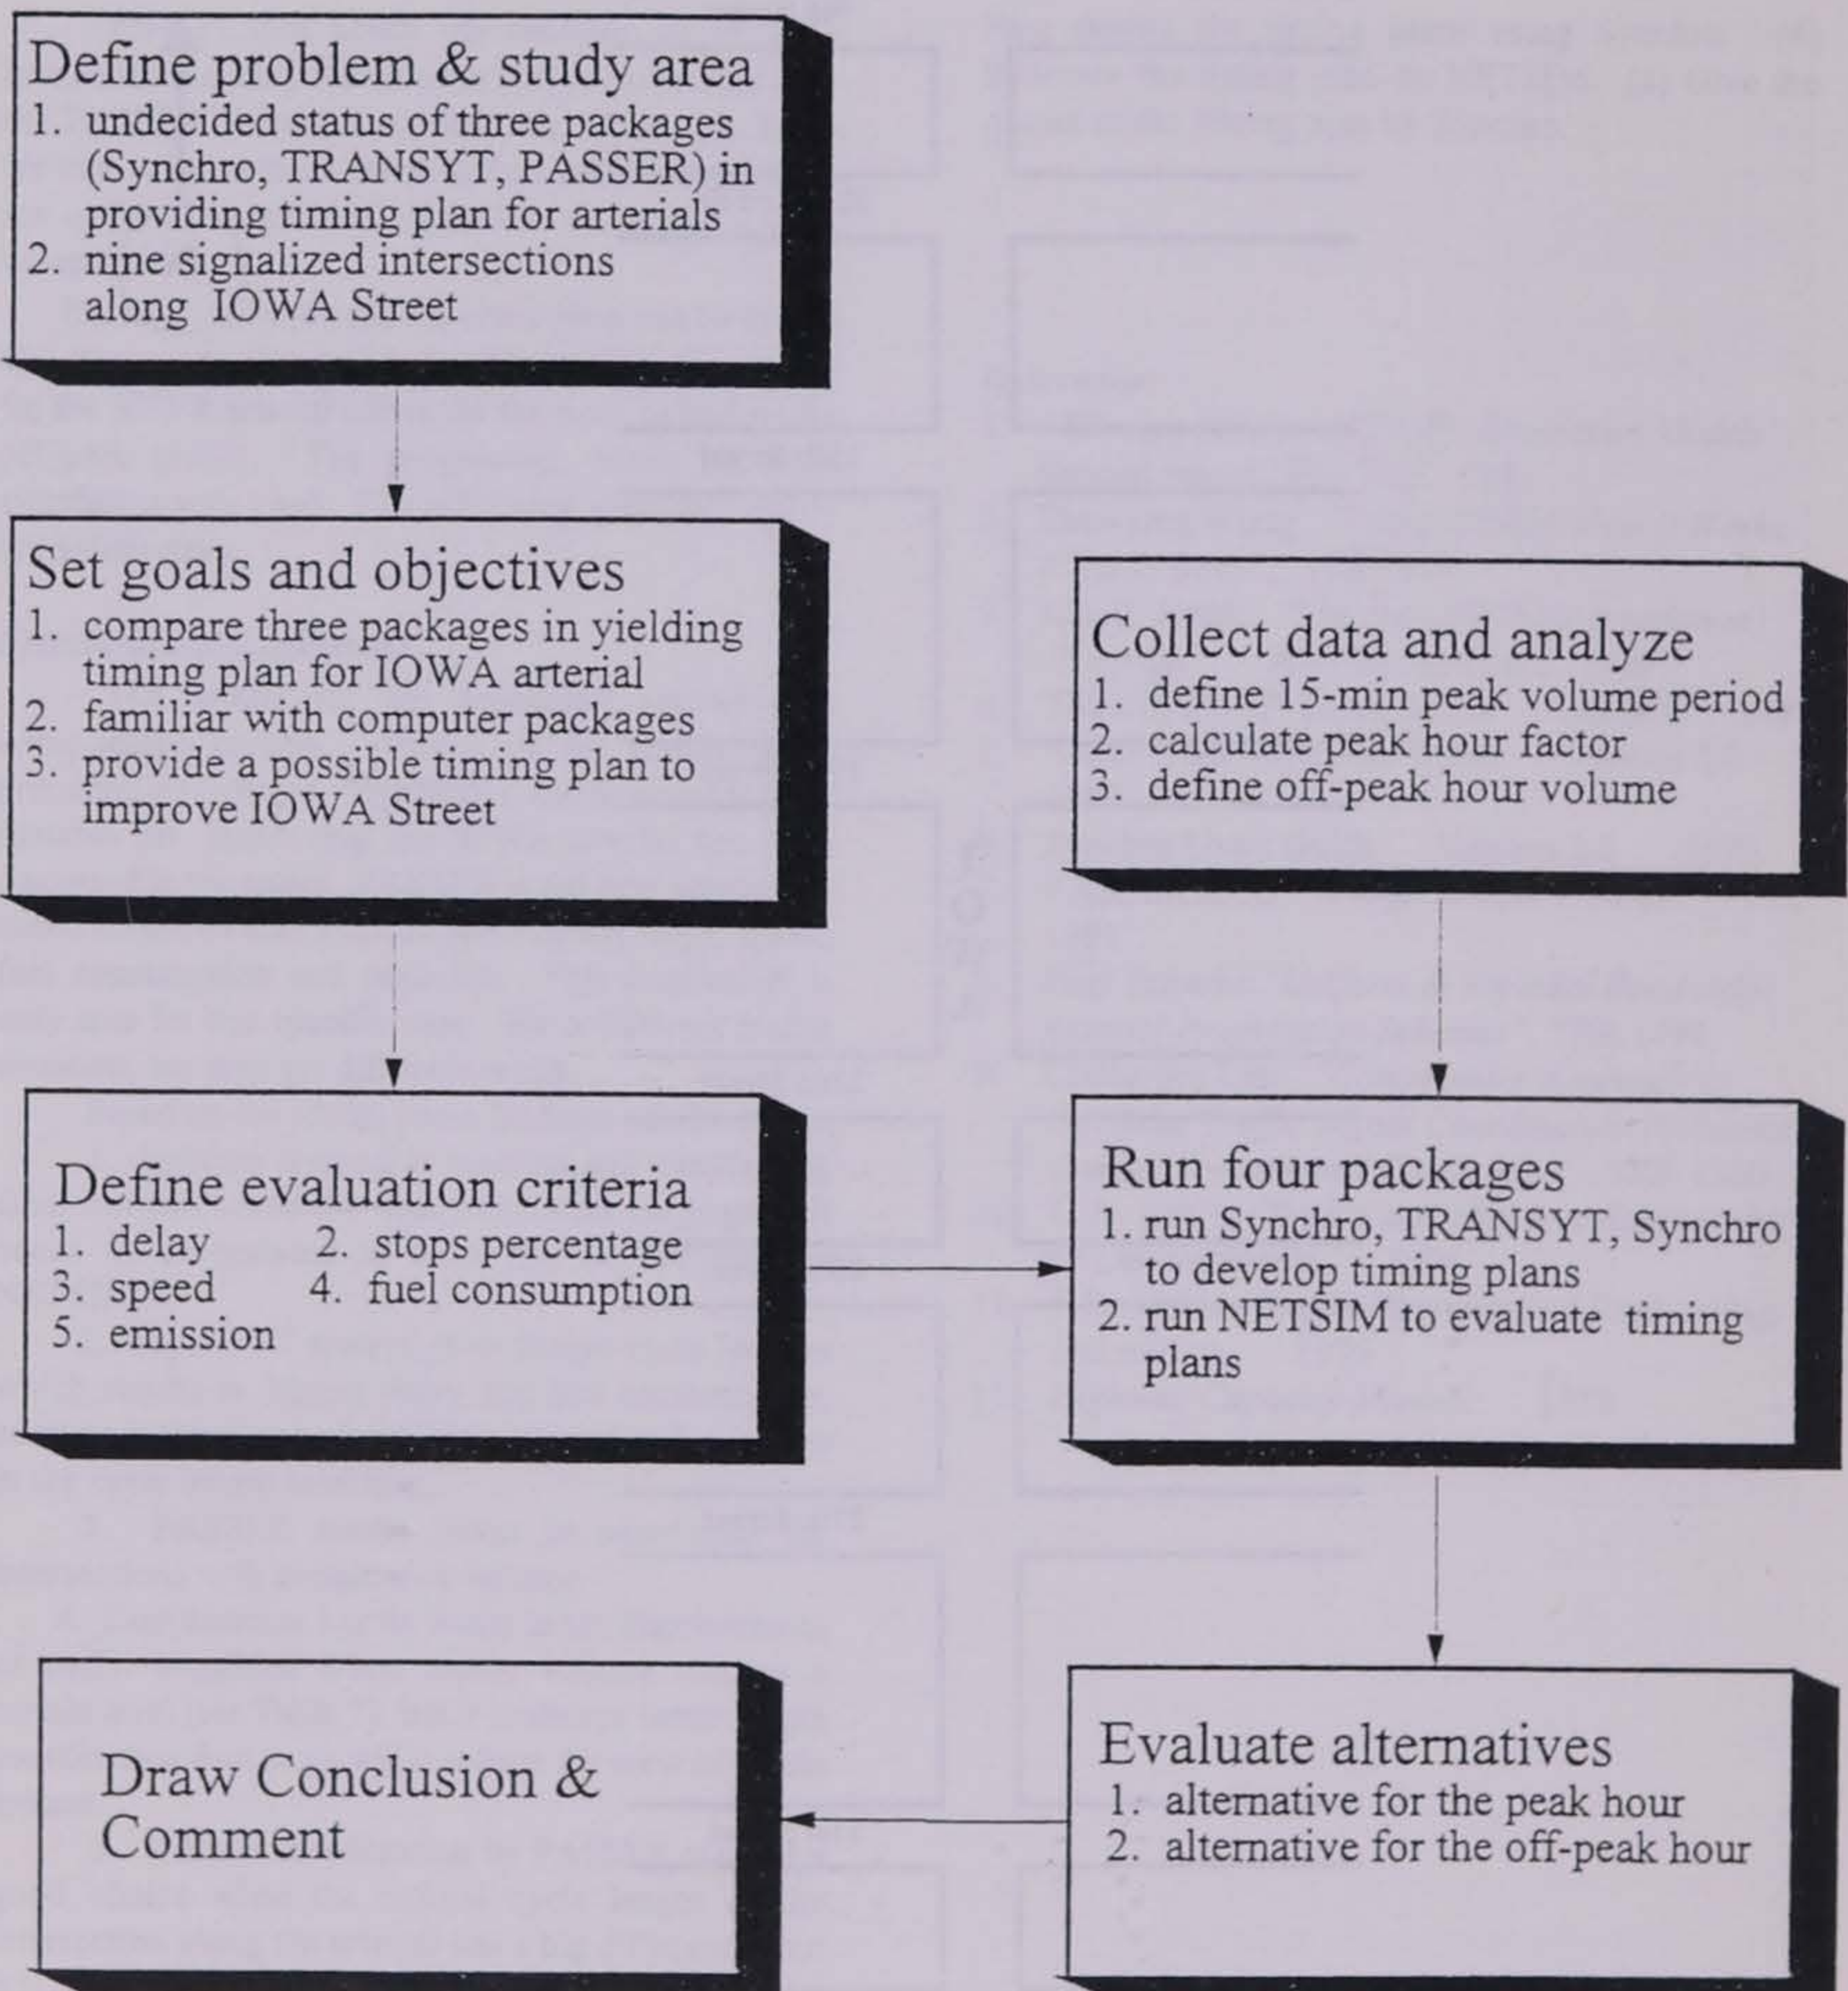 Define problem & study area
1. undecided status of three packages
(Synchro, TRANSYT, PASSER) in
providing timing plan for arterials
2. nine signalized intersections
along IOWA Street
Set goals and objectives
1. compare three packages in yielding
timing plan for IOWA arterial
2. familiar with computer packages
3. provide a possible timing plan to
improve IOWA Street
Collect data and analyze
1. define 15-min peak volume period
2. calculate peak hour factor
3. define off-peak hour volume
Define evaluation criteria
1. delay 2. stops percentage
3. speed 4. fuel consumption
5. emission
Run four packages
1. run Synchro, TRANSYT, Synchro
to develop timing plans
2. run NETSIM to evaluate timing
plans
Evaluate alternatives
1. alternative for the peak hour
2. alternative for the off-peak hour
Draw Conclusion &
Comment